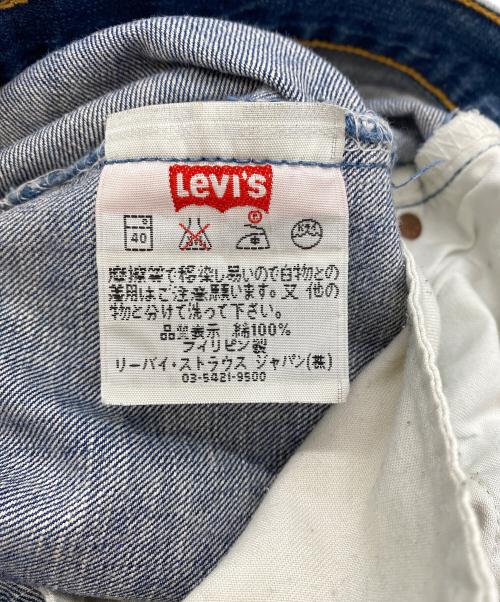 Levi's
40
摩擦等で移染し易いので白物との
着用はご注意願います。又 他の
物と分けて洗って下さい。
品質表示 綿100%
フィリピン製
リーバイ・ストラウス ジャパン(株)
03-5421-9500